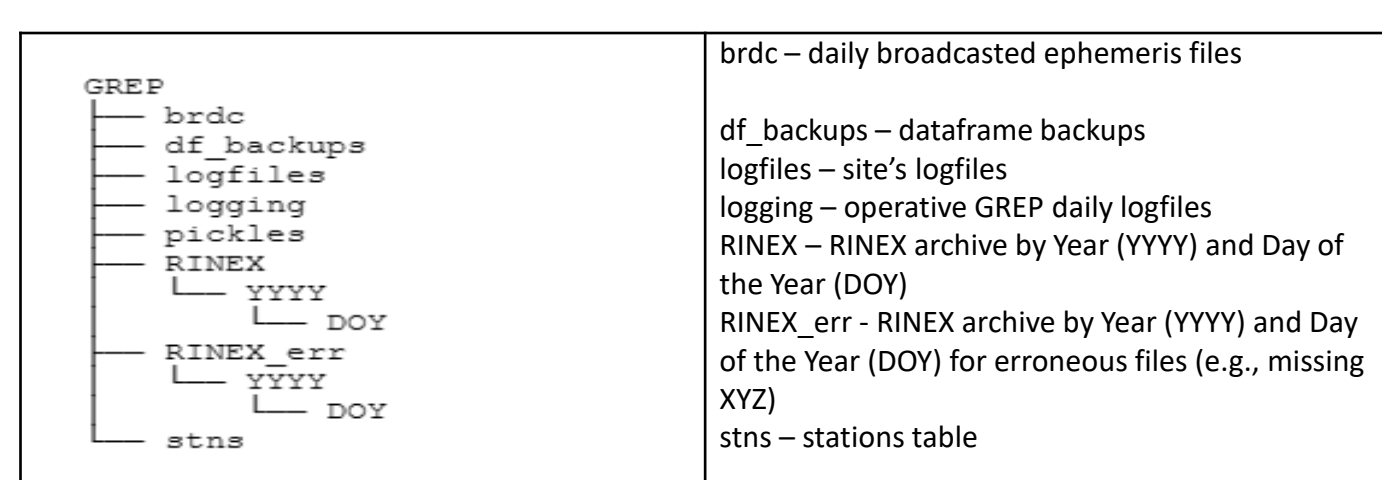 GREP
├── brdc
├── df_backups
├── logfiles
├── logging
├── pickles
├── RINEX
│   └── YYYY
│       └── DOY
├── RINEX_err
│   └── YYYY
│       └── DOY
└── stns
brdc – daily broadcasted ephemeris files
df_backups – dataframe backups
logfiles – site’s logfiles
logging – operative GREP daily logfiles
RINEX – RINEX archive by Year (YYYY) and Day of
the Year (DOY)
RINEX_err - RINEX archive by Year (YYYY) and Day
of the Year (DOY) for erroneous files (e.g., missing
XYZ)
stns – stations table